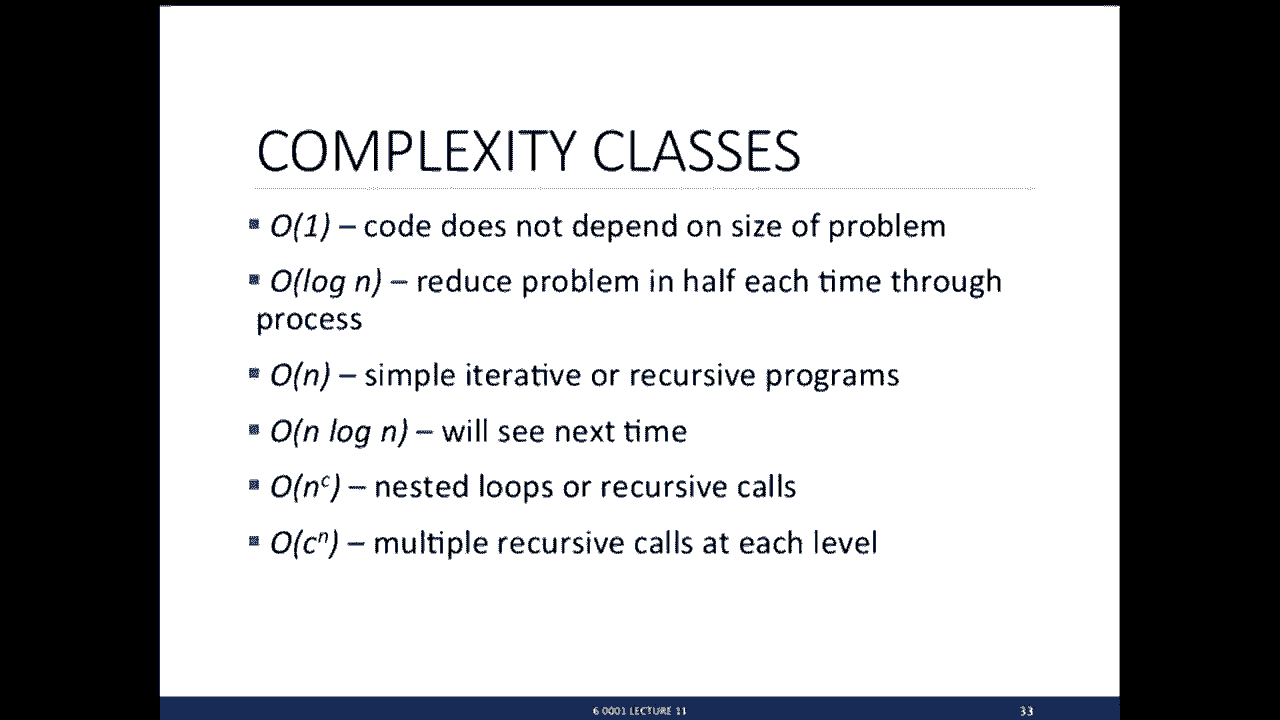 COMPLEXITY CLASSES
▪ O(1) – code does not depend on size of problem
▪ O(log n) – reduce problem in half each time through
process
▪ O(n) – simple iterative or recursive programs
▪ O(n log n) – will see next time
▪ O(nᶜ) – nested loops or recursive calls
▪ O(cⁿ) – multiple recursive calls at each level
6.0001 LECTURE 11
33